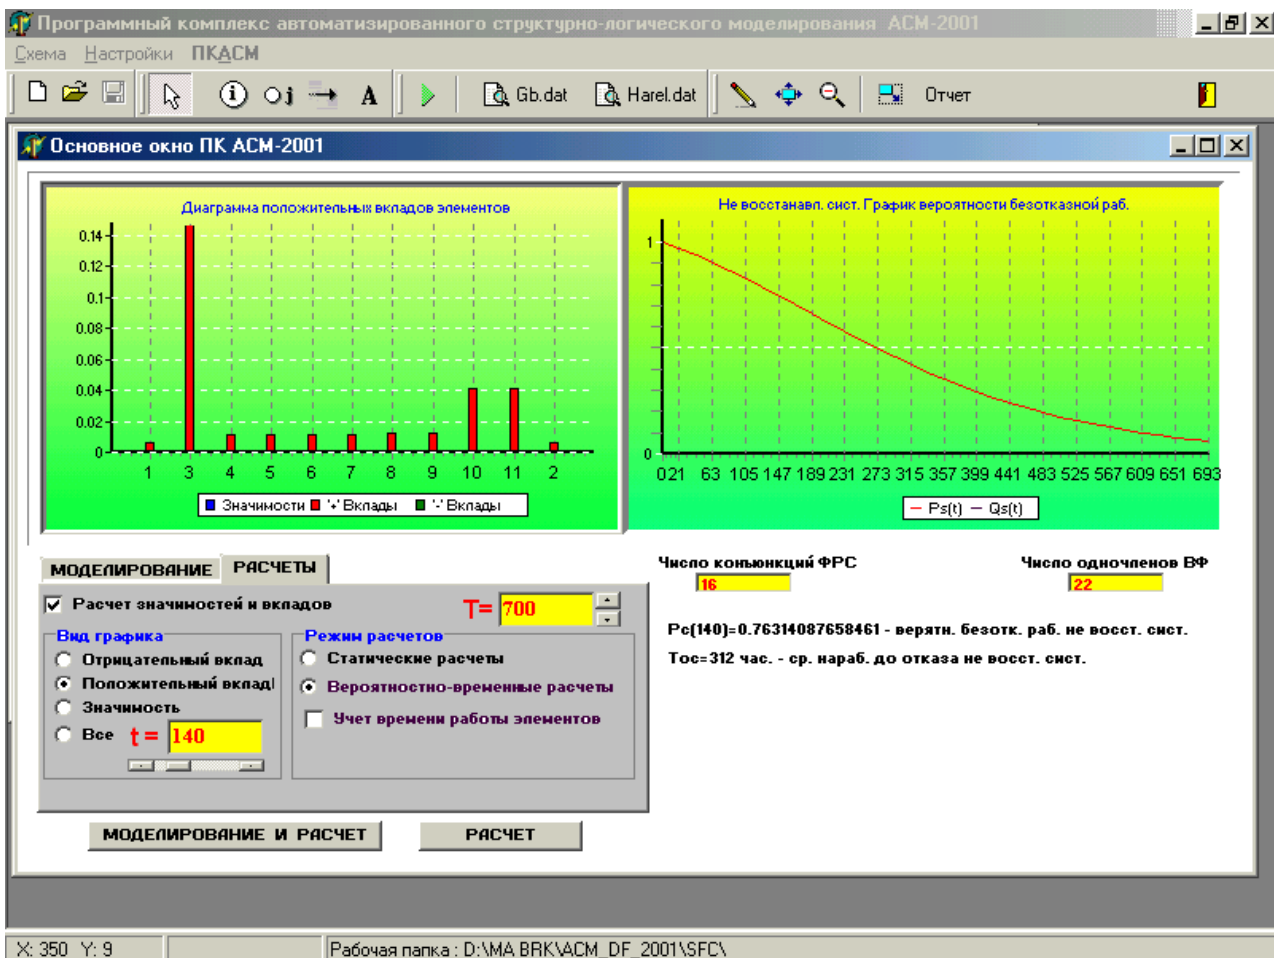 Программный комплекс автоматизированного структурно-логического моделирования АСМ-2001
Схема Настройки ПКАСМ
i j A Gb.dat Harel.dat Отчет
Основное окно ПК АСМ-2001
Диаграмма положительных вкладов элементов
0.14
0.12
0.1
0.08
0.06
0.04
0.02
0
1 3 4 5 6 7 8 9 10 11 2
Значимости '+' Вклады '-' Вклады
Не восстанавл. сист. График вероятности безотказной раб.
1
0
0 21 63 105 147 189 231 273 315 357 399 441 483 525 567 609 651 693
Ps(t) Qs(t)
МОДЕЛИРОВАНИЕ РАСЧЕТЫ
Расчет значимостей и вкладов T= 700
Вид графика
Отрицательный вклад
Положительный вклад
Значимость
Все t = 140
Режим расчетов
Статические расчеты
Вероятностно-временные расчеты
Учет времени работы элементов
МОДЕЛИРОВАНИЕ И РАСЧЕТ РАСЧЕТ
Число конъюнкций ФРС Число одночленов ВФ
16 22
Pc(140)=0.76314087658461 - верятн. безотк. раб. не восст. сист.
Тос=312 час. - ср. нараб. до отказа не восст. сист.
X: 350 Y: 9 Рабочая папка : D:\MA BRK\ACM_DF_2001\SFC\